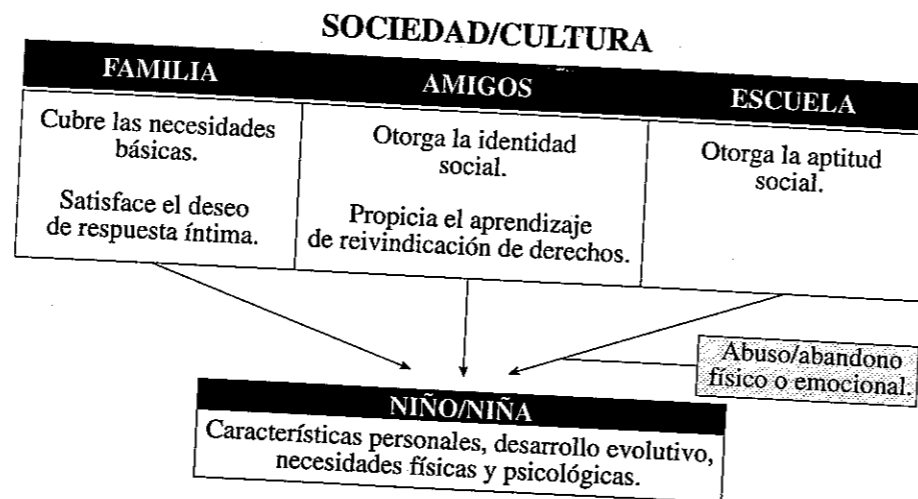 SOCIEDAD/CULTURA
FAMILIA
Cubre las necesidades
básicas.
Satisface el deseo
de respuesta íntima.
AMIGOS
Otorga la identidad
social.
Propicia el aprendizaje
de reivindicación de derechos.
ESCUELA
Otorga la aptitud
social.
Abuso/abandono
físico o emocional.
NIÑO/NIÑA
Características personales, desarrollo evolutivo,
necesidades físicas y psicológicas.